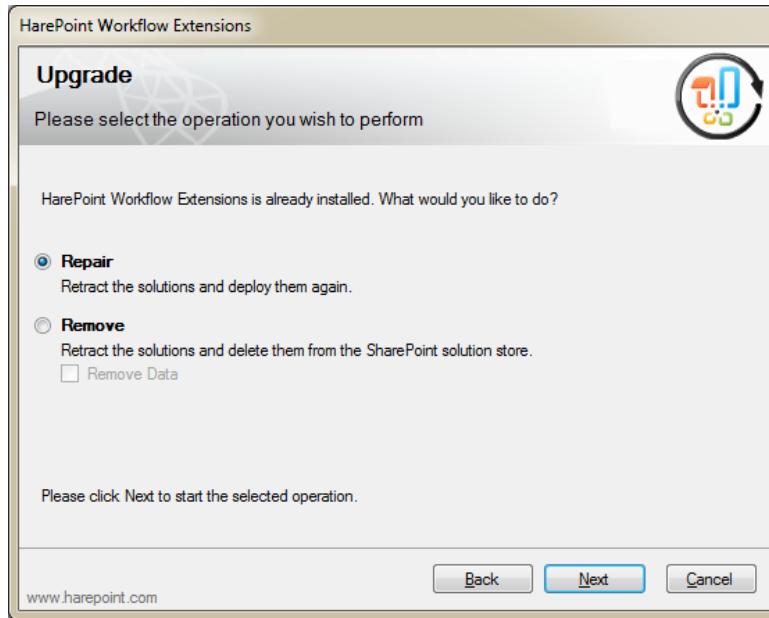 HarePoint Workflow Extensions
Upgrade
Please select the operation you wish to perform
HarePoint Workflow Extensions is already installed. What would you like to do?
Repair
Retract the solutions and deploy them again.
Remove
Retract the solutions and delete them from the SharePoint solution store.
Remove Data
Please click Next to start the selected operation.
Back Next Cancel
www.harepoint.com